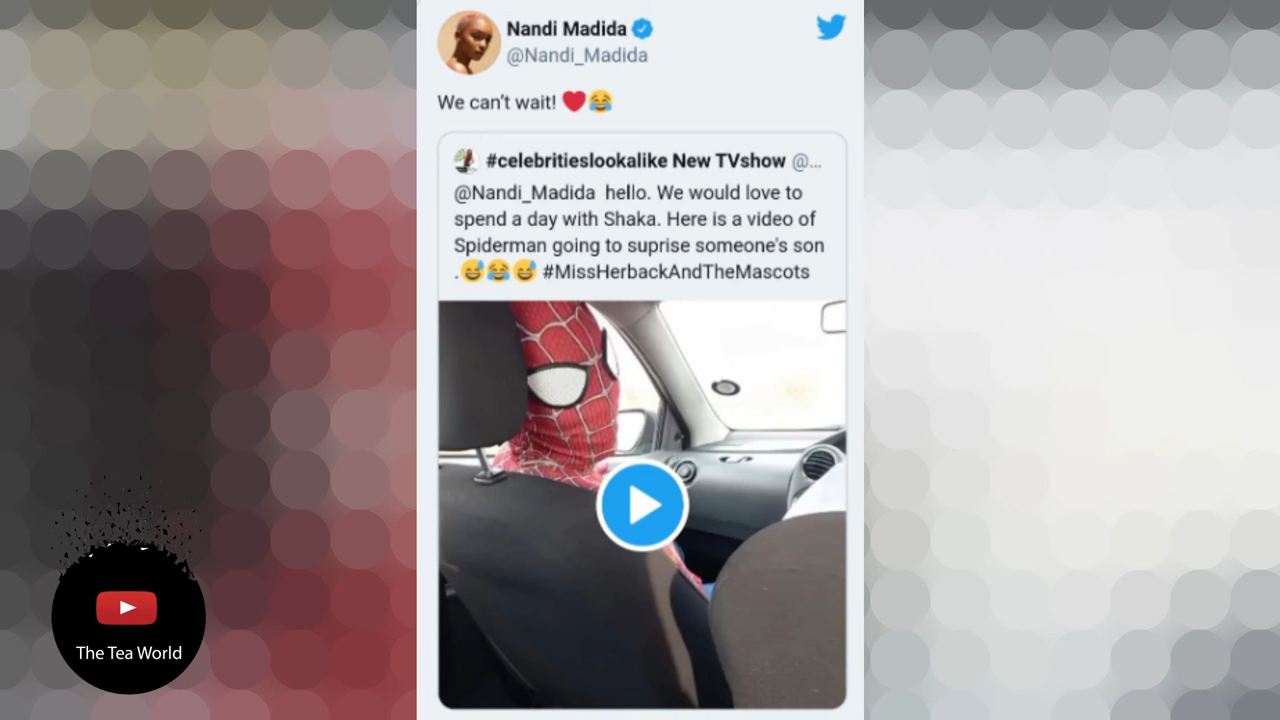 Nandi Madida
@Nandi_Madida
We can't wait! ❤️😂
#celebritieslookalike New TVshow @...
@Nandi_Madida hello. We would love to
spend a day with Shaka. Here is a video of
Spiderman going to suprise someone's son
.😅😂😅 #MissHerbackAndTheMascots
The Tea World